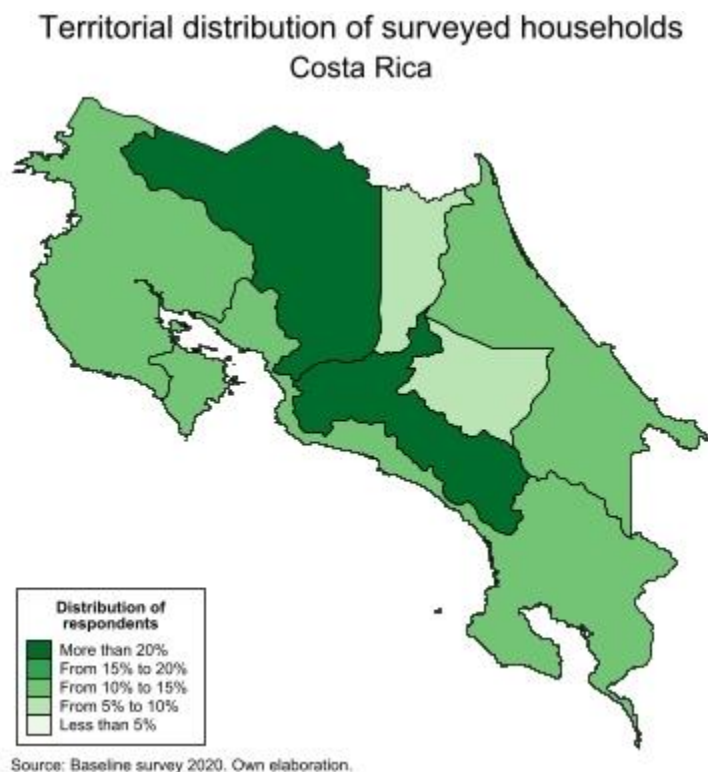 Territorial distribution of surveyed households
Costa Rica
Distribution of
respondents
More than 20%
From 15% to 20%
From 10% to 15%
From 5% to 10%
Less than 5%
Source: Baseline survey 2020. Own elaboration.